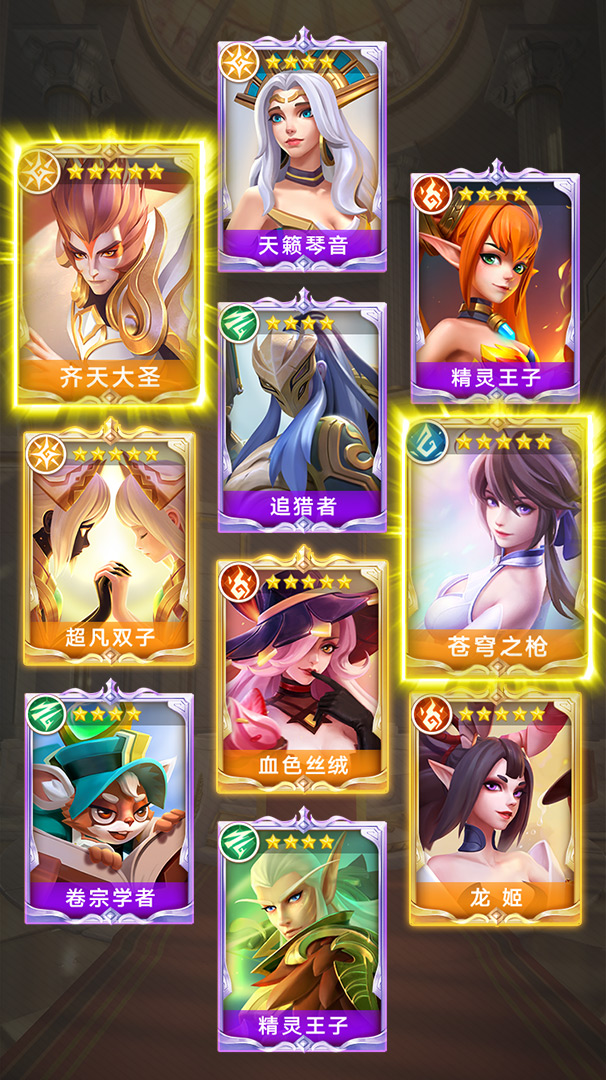 天籁琴音
齐天大圣
精灵王子
追猎者
超凡双子
苍穹之枪
血色丝绒
卷宗学者
龙 姬
精灵王子